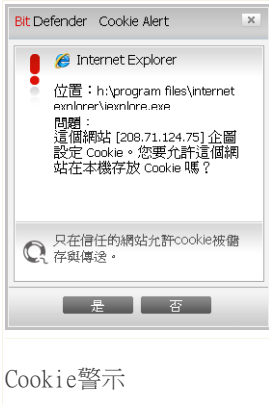 Bit Defender Cookie Alert
Internet Explorer
位置：h:\program files\internet
explorer\iexplore.exe
問題：
這個網站 [208.71.124.75] 企圖
設定 Cookie。您要允許這個網
站在本機存放 Cookie 嗎？
只在信任的網站允許cookie被儲
存與傳送。
是 否
Cookie警示